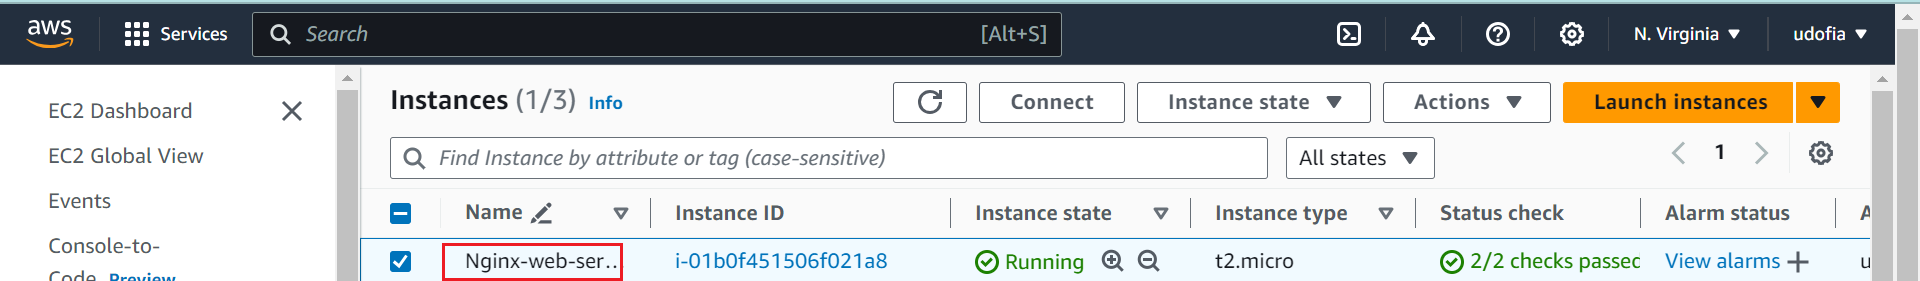 aws Services Search [Alt+S] N. Virginia udofia
EC2 Dashboard
EC2 Global View
Events
Console-to-
Code Preview
Instances (1/3) Info Connect Instance state Actions Launch instances
Find Instance by attribute or tag (case-sensitive) All states 1
Name Instance ID Instance state Instance type Status check Alarm status A
Nginx-web-ser... i-01b0f451506f021a8 Running t2.micro 2/2 checks passec View alarms u